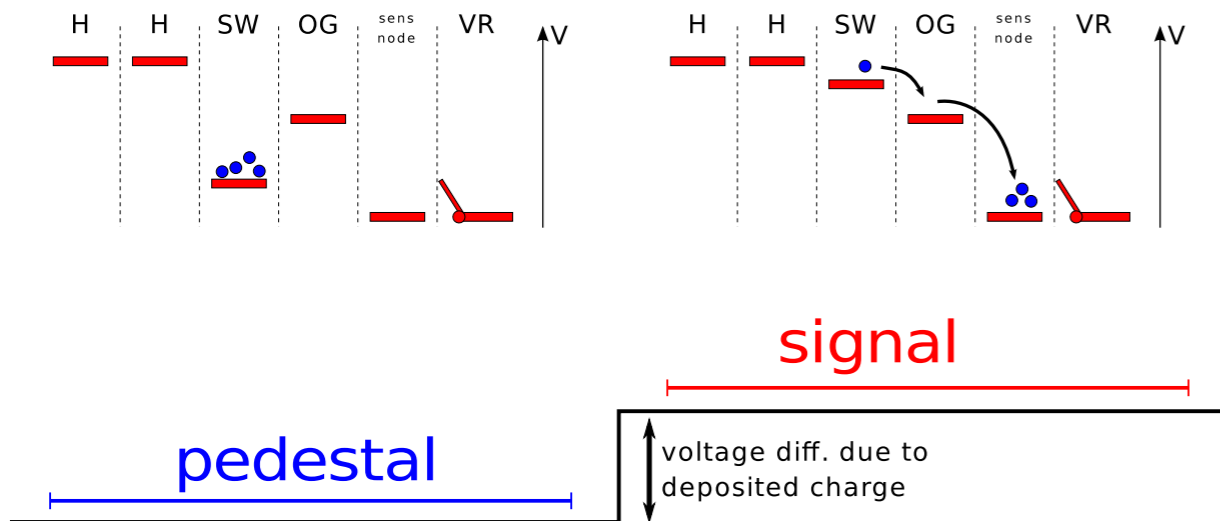 H H SW OG sens node VR V
H H SW OG sens node VR V
signal
pedestal
voltage diff. due to
deposited charge